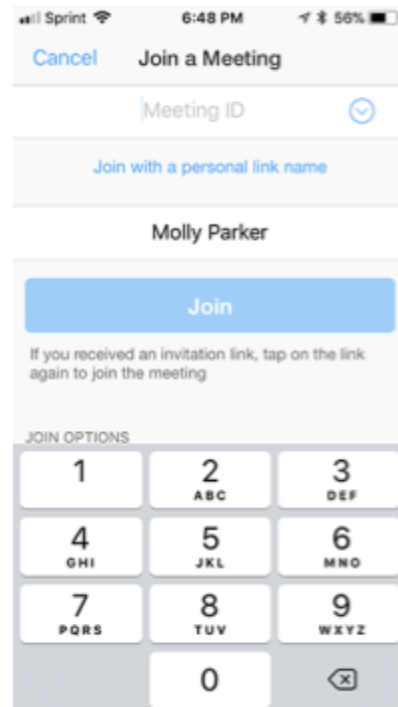 Sprint 6:48 PM 56%
Cancel Join a Meeting
Meeting ID
Join with a personal link name
Molly Parker
Join
If you received an invitation link, tap on the link
again to join the meeting
JOIN OPTIONS
1 2 3
ABC DEF
4 5 6
GHI JKL MNO
7 8 9
PQRS TUV WXYZ
0